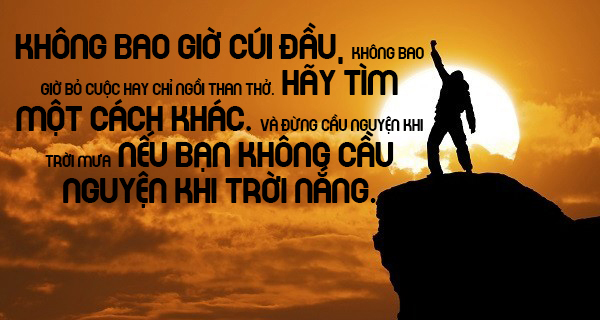 KHÔNG BAO GIỜ CÚI ĐẦU, KHÔNG BAO
GIỜ BỎ CUỘC HAY CHỈ NGỒI THAN THỞ. HÃY TÌM
MỘT CÁCH KHÁC. VÀ ĐỪNG CẦU NGUYỆN KHI
TRỜI MƯA NẾU BẠN KHÔNG CẦU
NGUYỆN KHI TRỜI NẮNG.